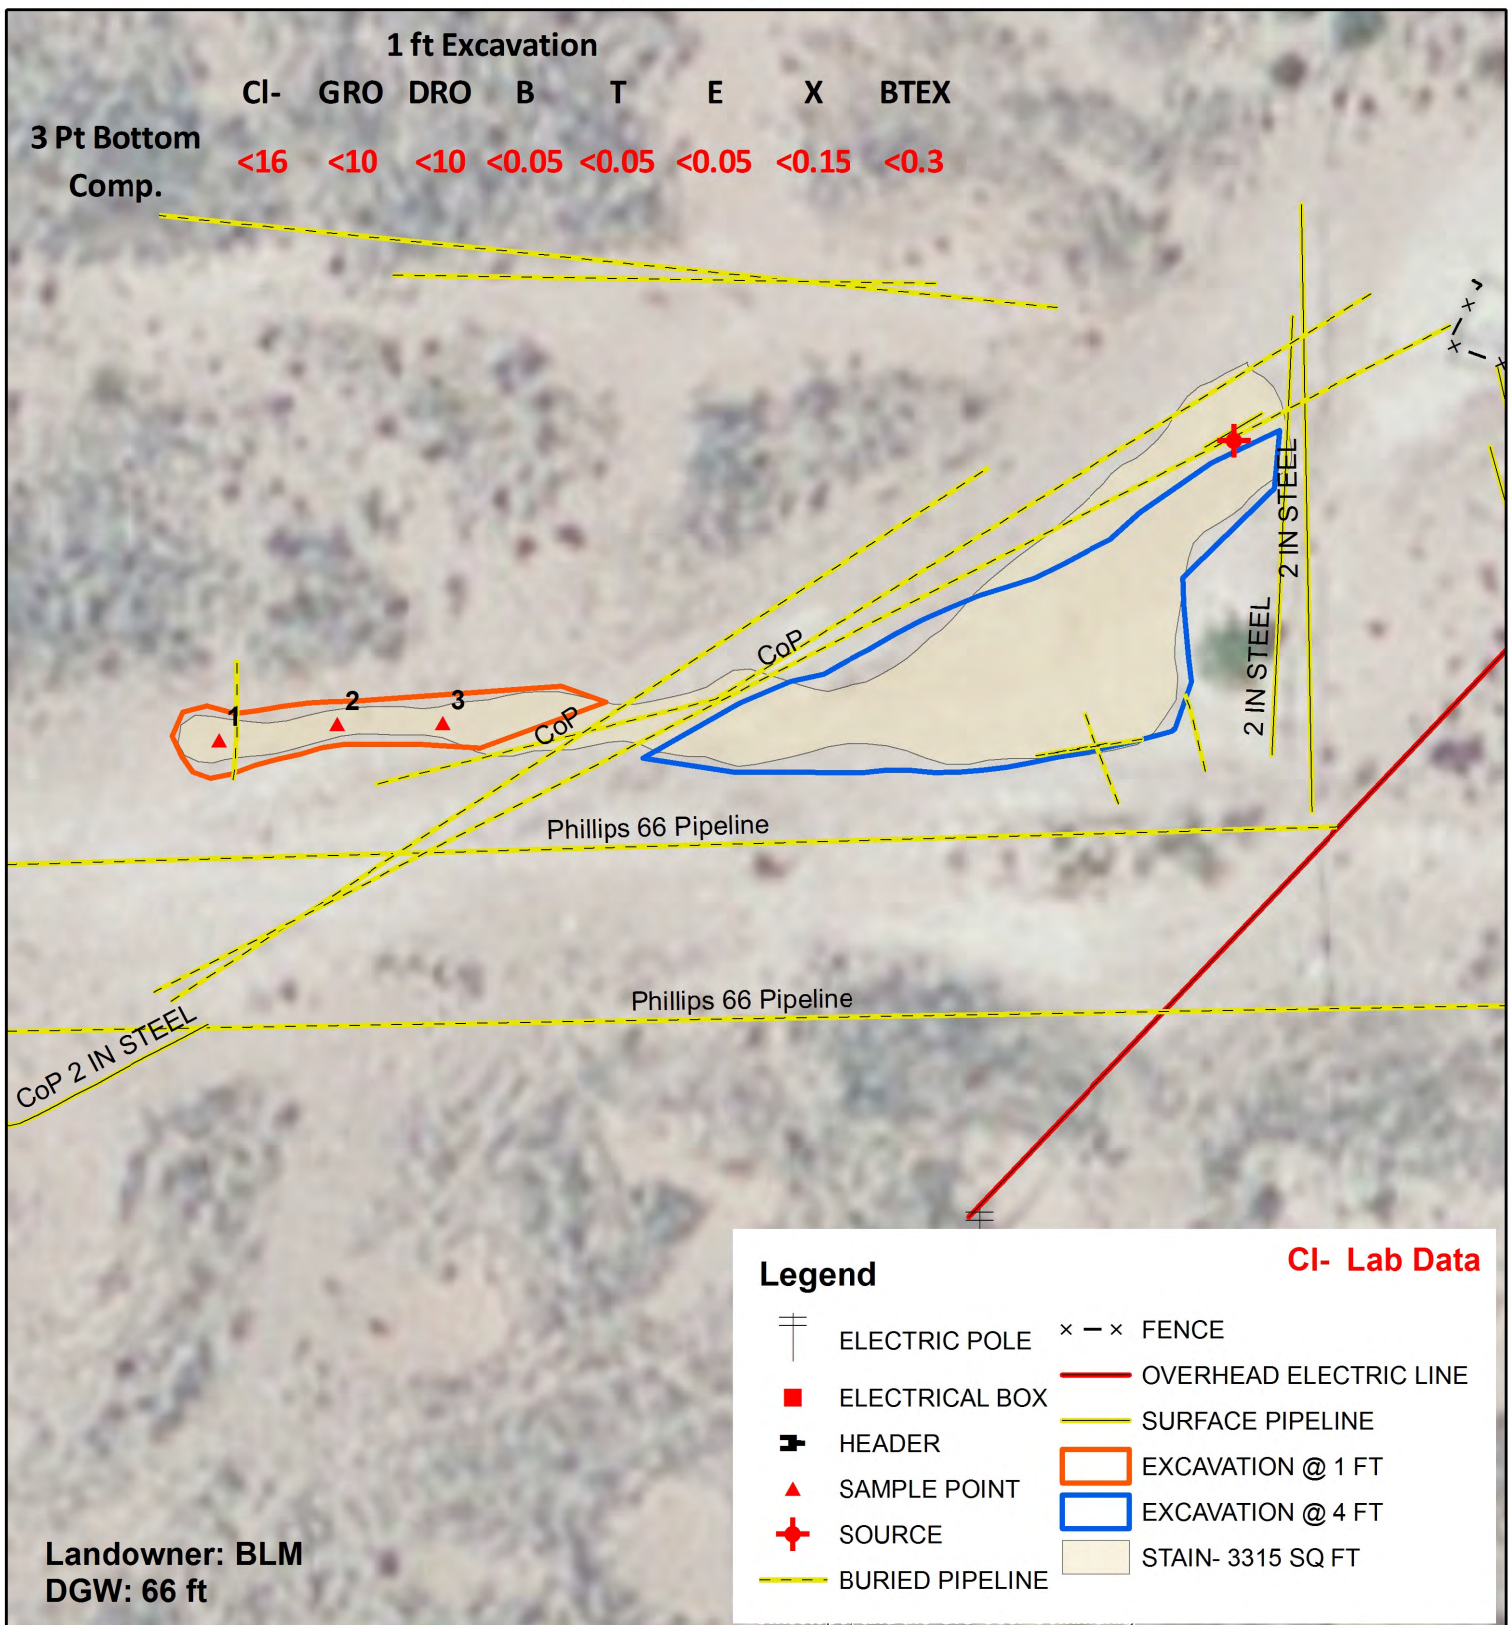 1 ft Excavation
Cl- GRO DRO B T E X BTEX
3 Pt Bottom Comp. <16 <10 <10 <0.05 <0.05 <0.05 <0.15 <0.3
2 IN STEEL
2 IN STEEL
CoP
1
2
3
CoP
Phillips 66 Pipeline
Phillips 66 Pipeline
CoP 2 IN STEEL
Cl- Lab Data
Legend
ELECTRIC POLE
ELECTRICAL BOX
HEADER
SAMPLE POINT
SOURCE
BURIED PIPELINE
FENCE
OVERHEAD ELECTRIC LINE
SURFACE PIPELINE
EXCAVATION @ 1 FT
EXCAVATION @ 4 FT
STAIN- 3315 SQ FT
Landowner: BLM
DGW: 66 ft